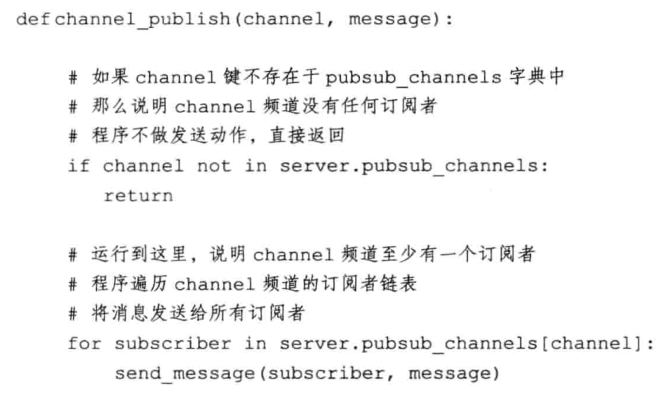 def channel_publish(channel, message):
# 如果 channel 键不存在于 pubsub_channels 字典中
# 那么说明 channel 频道没有任何订阅者
# 程序不做发送动作，直接返回
if channel not in server.pubsub_channels:
return
# 运行到这里，说明 channel 频道至少有一个订阅者
# 程序遍历 channel 频道的订阅者链表
# 将消息发送给所有订阅者
for subscriber in server.pubsub_channels[channel]:
send_message(subscriber, message)